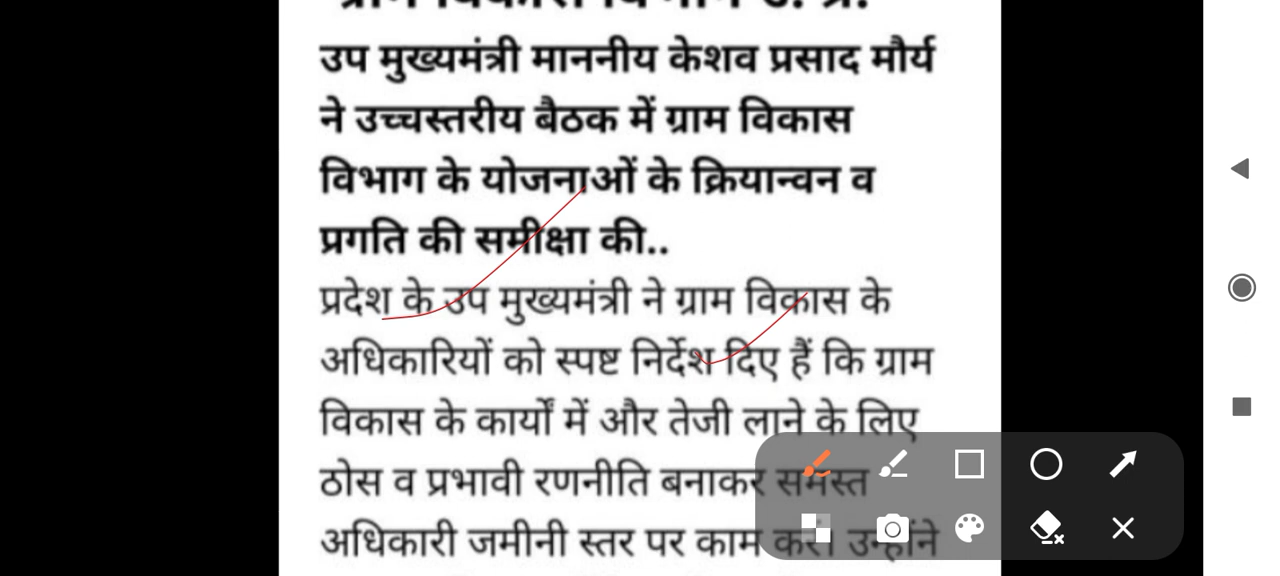 ग्राम विकास विभाग उ. प्र.
उप मुख्यमंत्री माननीय केशव प्रसाद मौर्य
ने उच्चस्तरीय बैठक में ग्राम विकास
विभाग के योजनाओं के क्रियान्वन व
प्रगति की समीक्षा की..
प्रदेश के उप मुख्यमंत्री ने ग्राम विकास के
अधिकारियों को स्पष्ट निर्देश दिए हैं कि ग्राम
विकास के कार्यों में और तेजी लाने के लिए
ठोस व प्रभावी रणनीति बनाकर समस्त
अधिकारी जमीनी स्तर पर काम करें। उन्होंने